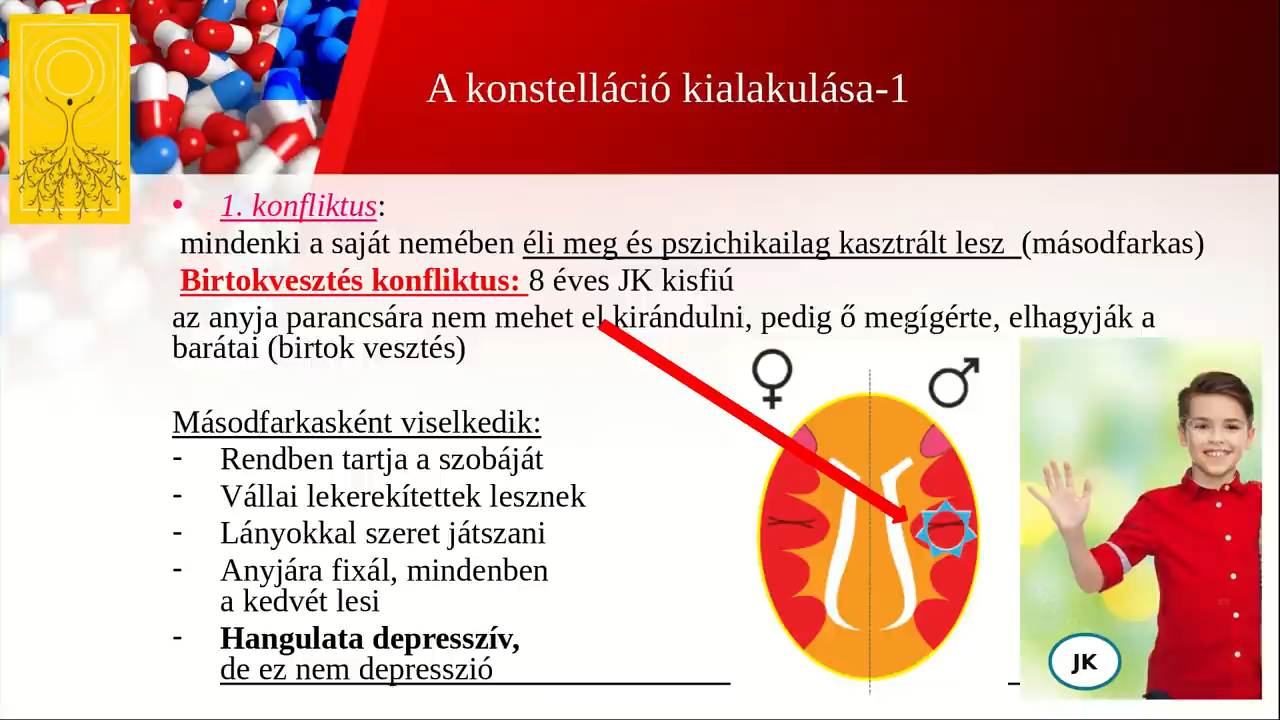 A konstelláció kialakulása-1
• 1. konfliktus:
mindenki a saját nemében éli meg és pszichikailag kasztrált lesz (másodfarkas)
Birtokvesztés konfliktus: 8 éves JK kisfiú
az anyja parancsára nem mehet el kirándulni, pedig ő megígérte, elhagyják a
barátai (birtok vesztés)
Másodfarkasként viselkedik:
- Rendben tartja a szobáját
- Vállai lekerekítettek lesznek
- Lányokkal szeret játszani
- Anyjára fixál, mindenben
a kedvét lesi
- Hangulata depresszív,
de ez nem depresszió
JK